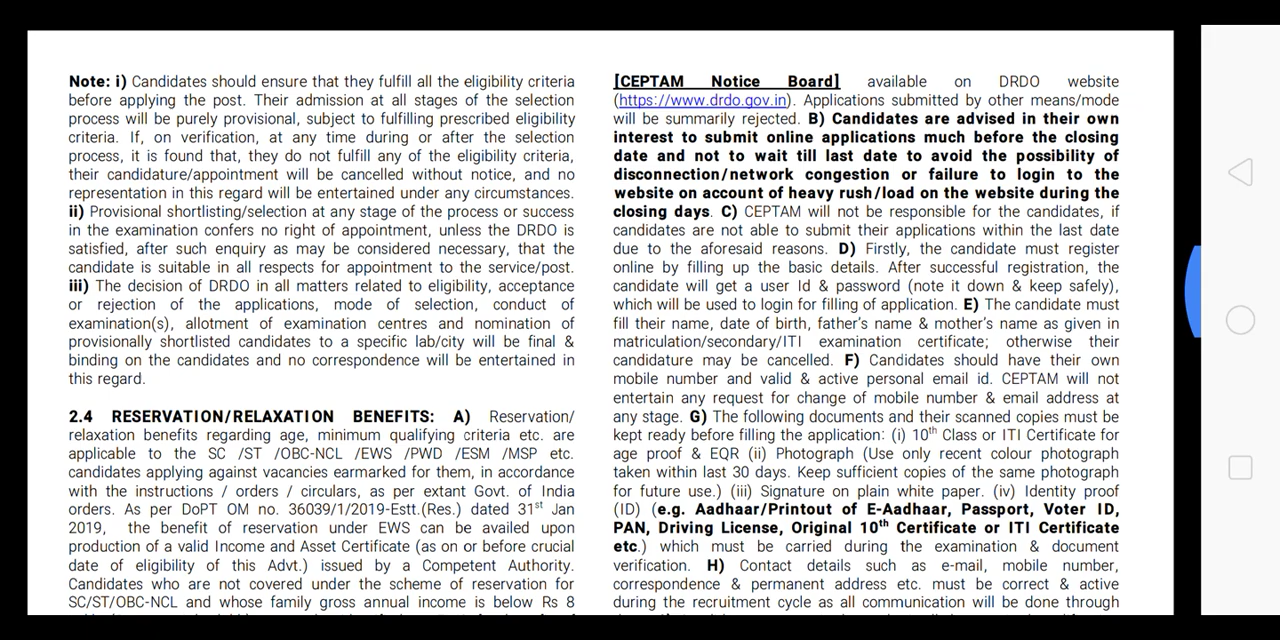 Note: i) Candidates should ensure that they fulfill all the eligibility criteria
before applying the post. Their admission at all stages of the selection
process will be purely provisional, subject to fulfilling prescribed eligibility
criteria. If, on verification, at any time during or after the selection
process, it is found that, they do not fulfill any of the eligibility criteria,
their candidature/appointment will be cancelled without notice, and no
representation in this regard will be entertained under any circumstances.
ii) Provisional shortlisting/selection at any stage of the process or success
in the examination confers no right of appointment, unless the DRDO is
satisfied, after such enquiry as may be considered necessary, that the
candidate is suitable in all respects for appointment to the service/post.
iii) The decision of DRDO in all matters related to eligibility, acceptance
or rejection of the applications, mode of selection, conduct of
examination(s), allotment of examination centres and nomination of
provisionally shortlisted candidates to a specific lab/city will be final &
binding on the candidates and no correspondence will be entertained in
this regard.
2.4 RESERVATION/RELAXATION BENEFITS: A) Reservation/
relaxation benefits regarding age, minimum qualifying criteria etc. are
applicable to the SC /ST /OBC-NCL /EWS /PWD /ESM /MSP etc.
candidates applying against vacancies earmarked for them, in accordance
with the instructions / orders / circulars, as per extant Govt. of India
orders. As per DoPT OM no. 36039/1/2019-Estt.(Res.) dated 31st Jan
2019, the benefit of reservation under EWS can be availed upon
production of a valid Income and Asset Certificate (as on or before crucial
date of eligibility of this Advt.) issued by a Competent Authority.
Candidates who are not covered under the scheme of reservation for
SC/ST/OBC-NCL and whose family gross annual income is below Rs 8
[CEPTAM Notice Board] available on DRDO website
(https://www.drdo.gov.in). Applications submitted by other means/mode
will be summarily rejected. B) Candidates are advised in their own
interest to submit online applications much before the closing
date and not to wait till last date to avoid the possibility of
disconnection/network congestion or failure to login to the
website on account of heavy rush/load on the website during the
closing days. C) CEPTAM will not be responsible for the candidates, if
candidates are not able to submit their applications within the last date
due to the aforesaid reasons. D) Firstly, the candidate must register
online by filling up the basic details. After successful registration, the
candidate will get a user Id & password (note it down & keep safely),
which will be used to login for filling of application. E) The candidate must
fill their name, date of birth, father's name & mother's name as given in
matriculation/secondary/ITI examination certificate; otherwise their
candidature may be cancelled. F) Candidates should have their own
mobile number and valid & active personal email id. CEPTAM will not
entertain any request for change of mobile number & email address at
any stage. G) The following documents and their scanned copies must be
kept ready before filling the application: (i) 10th Class or ITI Certificate for
age proof & EQR (ii) Photograph (Use only recent colour photograph
taken within last 30 days. Keep sufficient copies of the same photograph
for future use.) (iii) Signature on plain white paper. (iv) Identity proof
(ID) (e.g. Aadhaar/Printout of E-Aadhaar, Passport, Voter ID,
PAN, Driving License, Original 10th Certificate or ITI Certificate
etc.) which must be carried during the examination & document
verification. H) Contact details such as e-mail, mobile number,
correspondence & permanent address etc. must be correct & active
during the recruitment cycle as all communication will be done through